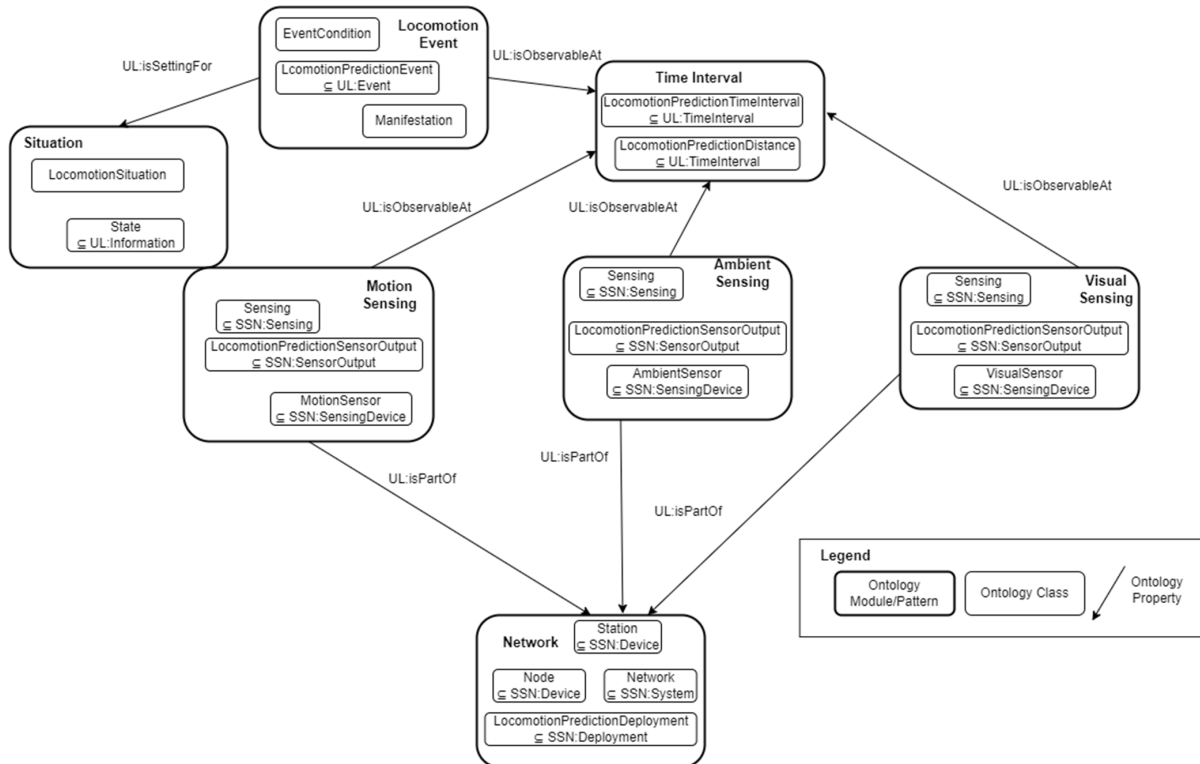 EventCondition
Locomotion
Event
LcomotionPredictionEvent
⊆ UL:Event
Manifestation
UL:isSettingFor
UL:isObservableAt
Time Interval
LocomotionPredictionTimeInterval
⊆ UL:TimeInterval
LocomotionPredictionDistance
⊆ UL:TimeInterval
Situation
LocomotionSituation
State
⊆ UL:Information
UL:isObservableAt
UL:isObservableAt
UL:isObservableAt
Motion
Sensing
Sensing
⊆ SSN:Sensing
LocomotionPredictionSensorOutput
⊆ SSN:SensorOutput
MotionSensor
⊆ SSN:SensingDevice
Ambient
Sensing
Sensing
⊆ SSN:Sensing
LocomotionPredictionSensorOutput
⊆ SSN:SensorOutput
AmbientSensor
⊆ SSN:SensingDevice
Visual
Sensing
Sensing
⊆ SSN:Sensing
LocomotionPredictionSensorOutput
⊆ SSN:SensorOutput
VisualSensor
⊆ SSN:SensingDevice
UL:isPartOf
UL:isPartOf
UL:isPartOf
Network
Station
⊆ SSN:Device
Node
⊆ SSN:Device
Network
⊆ SSN:System
LocomotionPredictionDeployment
⊆ SSN:Deployment
Legend
Ontology
Module/Pattern
Ontology Class
Ontology
Property